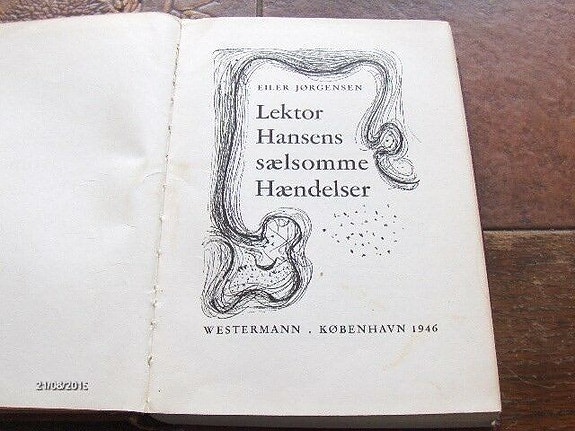 EILER JØRGENSEN
Lektor
Hansens
sælsomme
Hændelser
WESTERMANN . KØBENHAVN 1946
21/08/2015